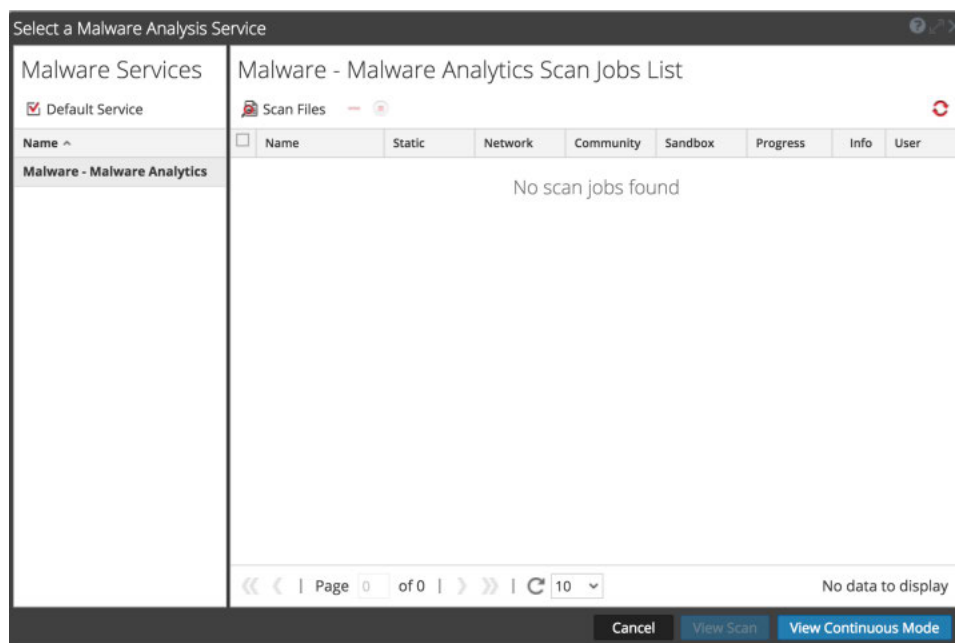 Select a Malware Analysis Service
Malware Services
Default Service
Name
Malware - Malware Analytics
Malware - Malware Analytics Scan Jobs List
Scan Files
Name Static Network Community Sandbox Progress Info User
No scan jobs found
| Page 0 of 0 | | 10 No data to display
Cancel View Scan View Continuous Mode